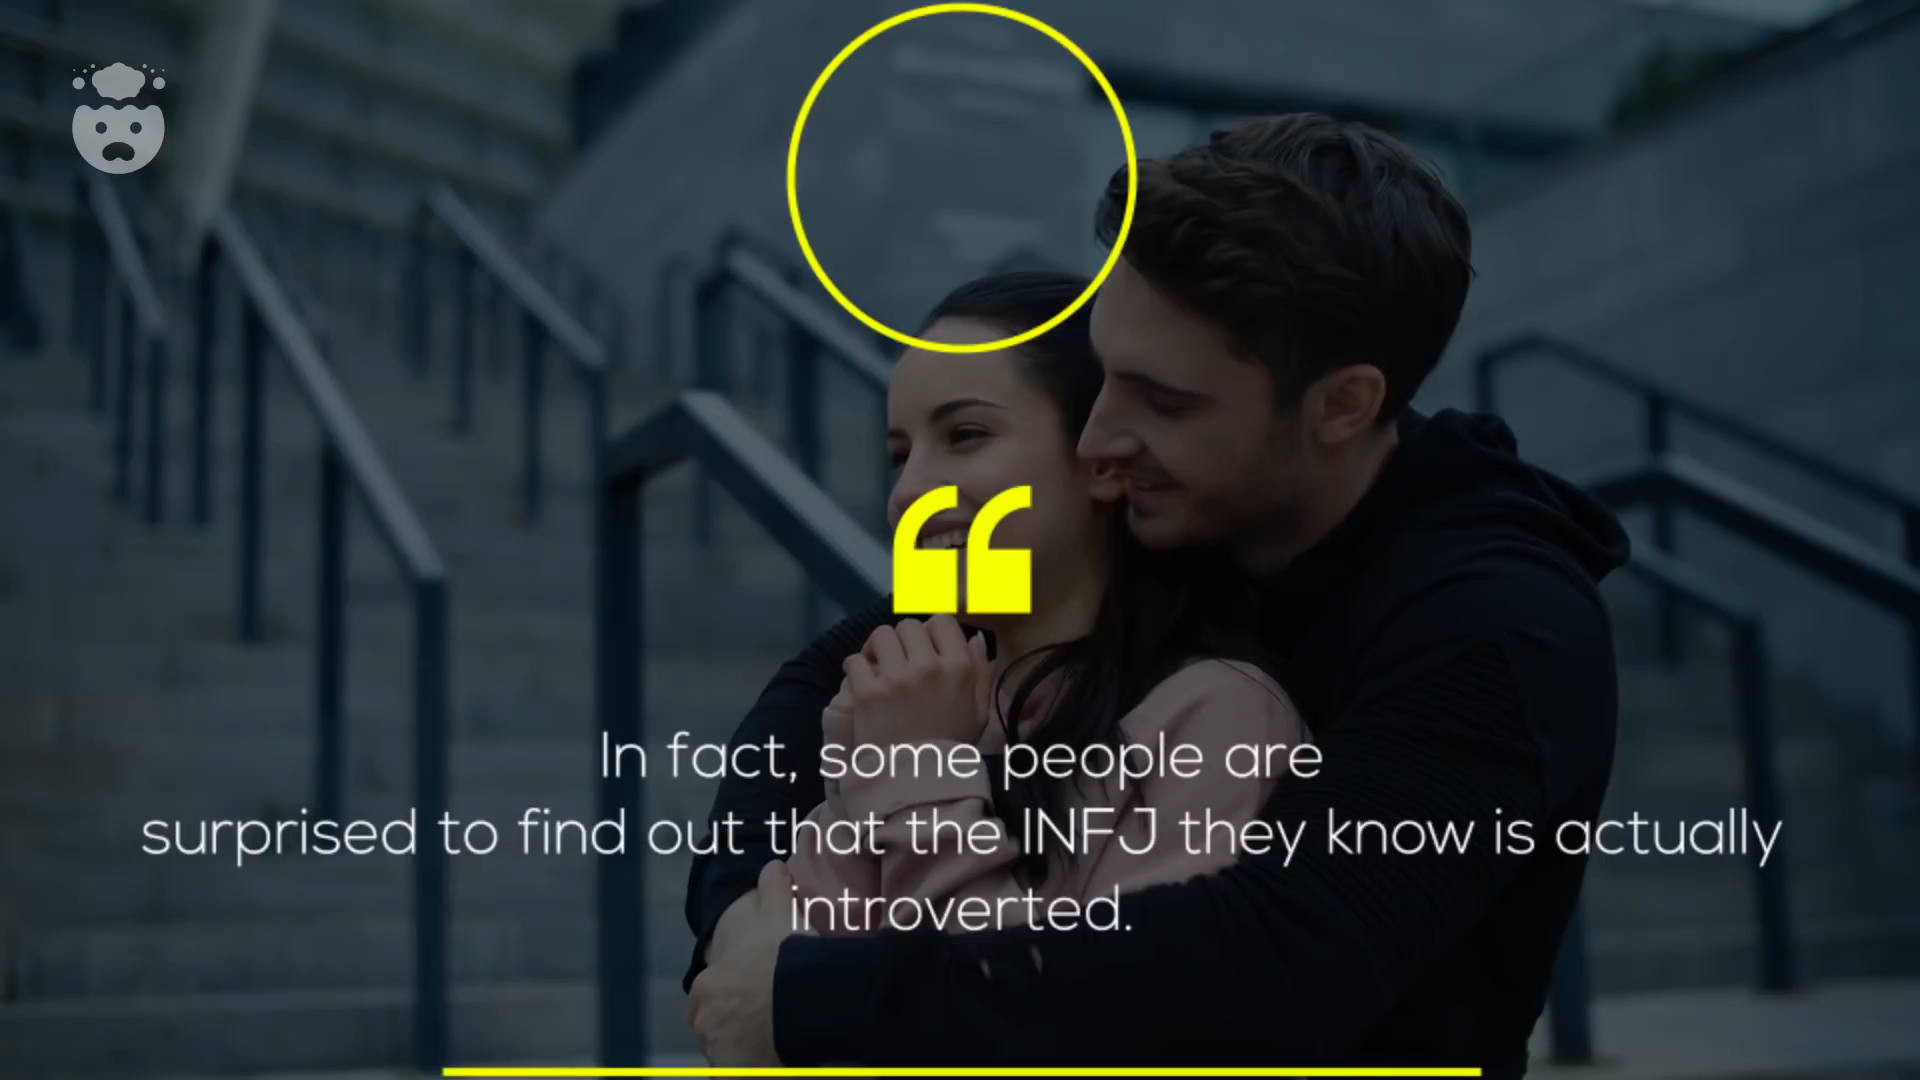 In fact, some people are
surprised to find out that the INFJ they know is actually
introverted.